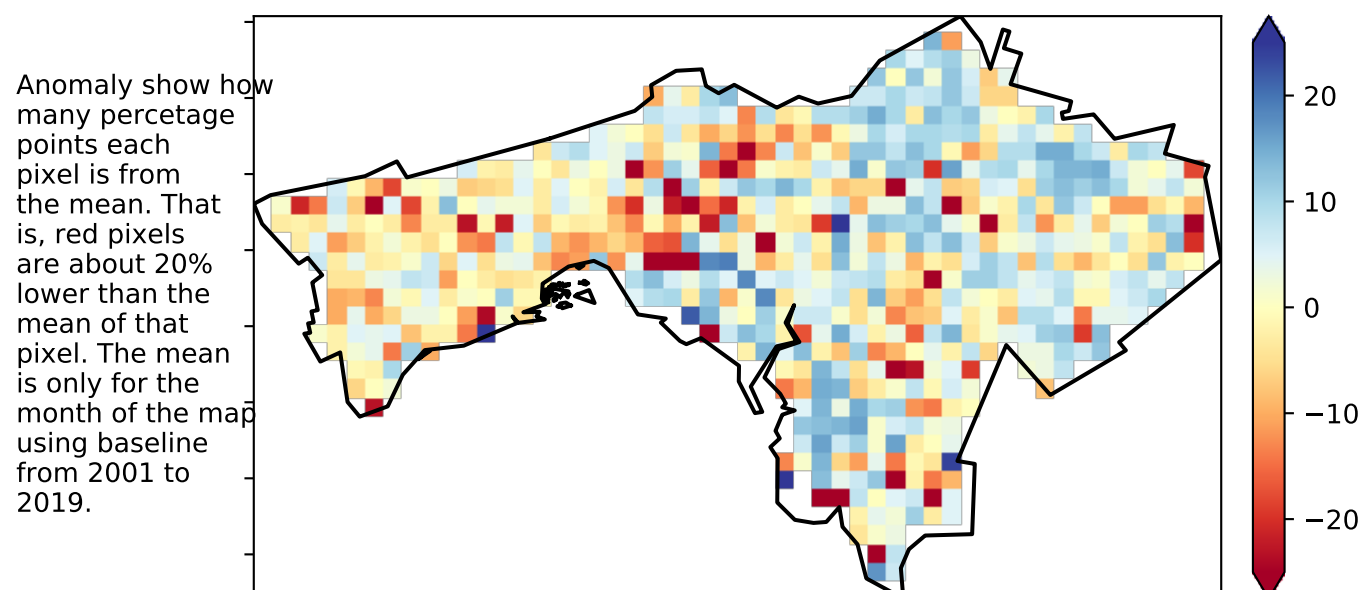 Anomaly show how
many percetage
points each
pixel is from
the mean. That
is, red pixels
are about 20%
lower than the
mean of that
pixel. The mean
is only for the
month of the map
using baseline
from 2001 to
2019.
20
10
0
−10
−20